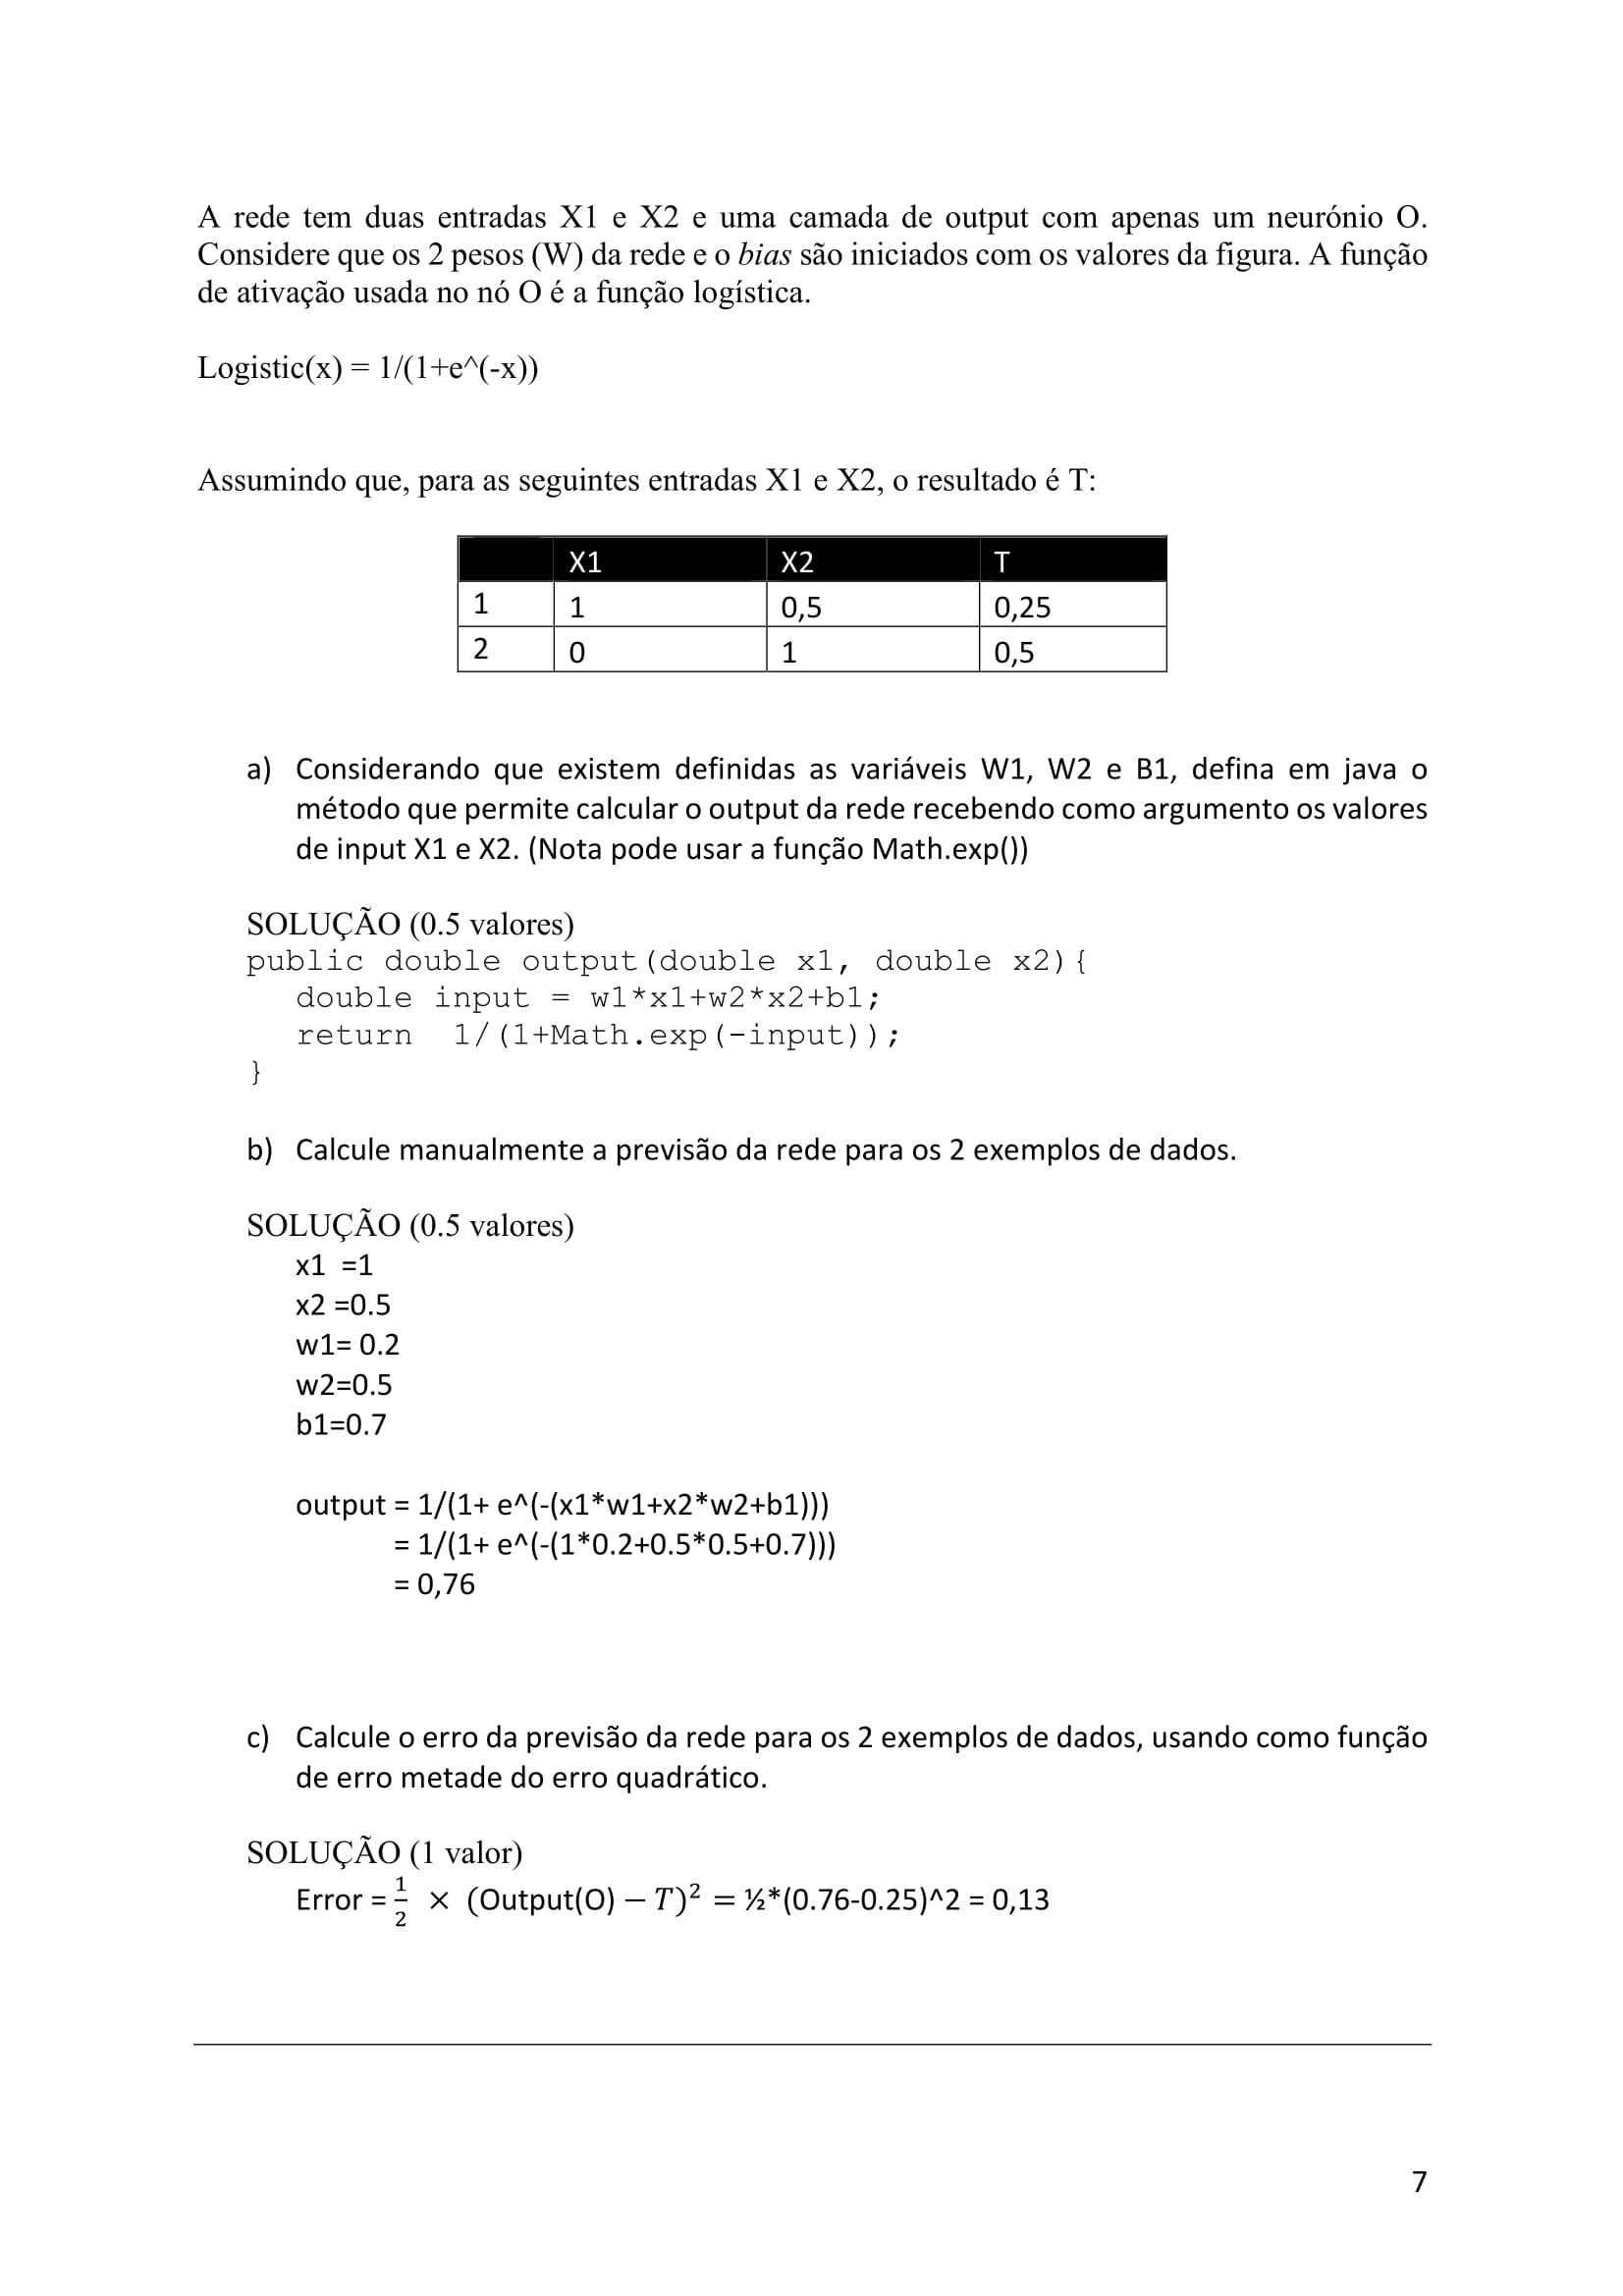 A rede tem duas entradas X1 e X2 e uma camada de output com apenas um neurónio O.
Considere que os 2 pesos (W) da rede e o bias são iniciados com os valores da figura. A função
de ativação usada no nó O é a função logística.
Logistic(x) = 1/(1+e^(-x))
Assumindo que, para as seguintes entradas X1 e X2, o resultado é T:
X1 X2 T
1 1 0,5 0,25
2 0 1 0,5
a) Considerando que existem definidas as variáveis W1, W2 e B1, defina em java o
método que permite calcular o output da rede recebendo como argumento os valores
de input X1 e X2. (Nota pode usar a função Math.exp())
SOLUÇÃO (0.5 valores)
public double output(double x1, double x2){
double input = w1*x1+w2*x2+b1;
return  1/(1+Math.exp(-input));
}
b) Calcule manualmente a previsão da rede para os 2 exemplos de dados.
SOLUÇÃO (0.5 valores)
x1  =1
x2 =0.5
w1= 0.2
w2=0.5
b1=0.7
output = 1/(1+ e^(-(x1*w1+x2*w2+b1)))
= 1/(1+ e^(-(1*0.2+0.5*0.5+0.7)))
= 0,76
c) Calcule o erro da previsão da rede para os 2 exemplos de dados, usando como função
de erro metade do erro quadrático.
SOLUÇÃO (1 valor)
Error = 1/2 × (Output(O) − T)² = ½*(0.76-0.25)^2 = 0,13
7